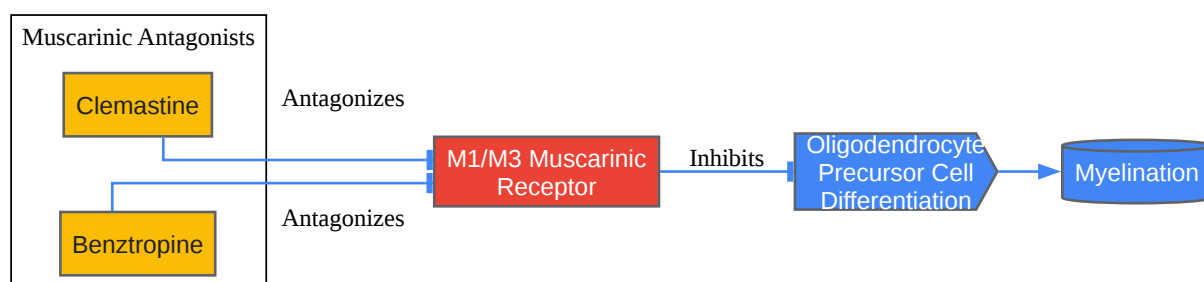 Muscarinic Antagonists
Clemastine
Antagonizes
M1/M3 Muscarinic
Receptor
Inhibits
Oligodendrocyte
Precursor Cell
Differentiation
Myelination
Antagonizes
Benztropine